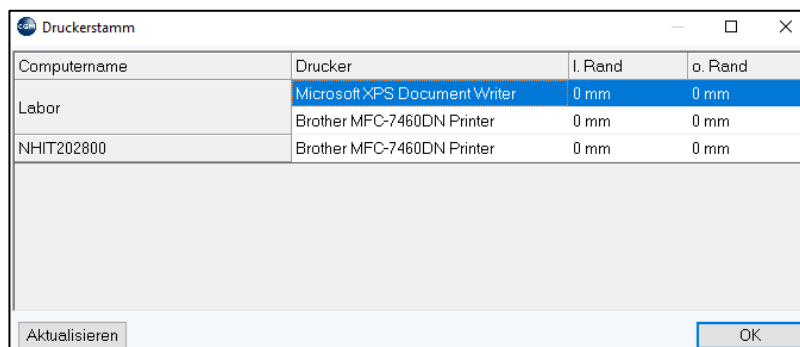 CGM Druckerstamm
Computername Drucker l. Rand o. Rand
Labor Microsoft XPS Document Writer 0 mm 0 mm
Brother MFC-7460DN Printer 0 mm 0 mm
NHIT202800 Brother MFC-7460DN Printer 0 mm 0 mm
Aktualisieren OK